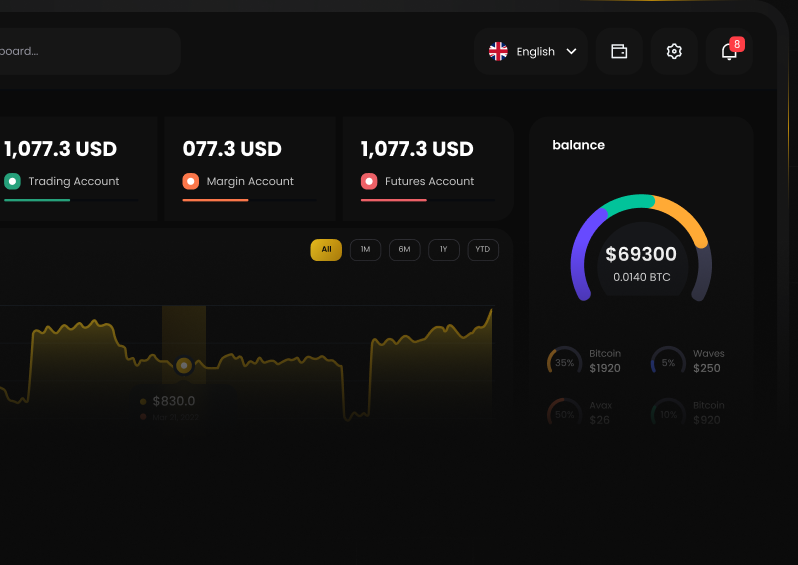 board...
English
8
1,077.3 USD
Trading Account
077.3 USD
Margin Account
1,077.3 USD
Futures Account
All 1M 6M 1Y YTD
$830.0
balance
$69300
0.0140 BTC
35% Bitcoin $1920
5% Waves $250
50% Avax $26
10% Bitcoin $920